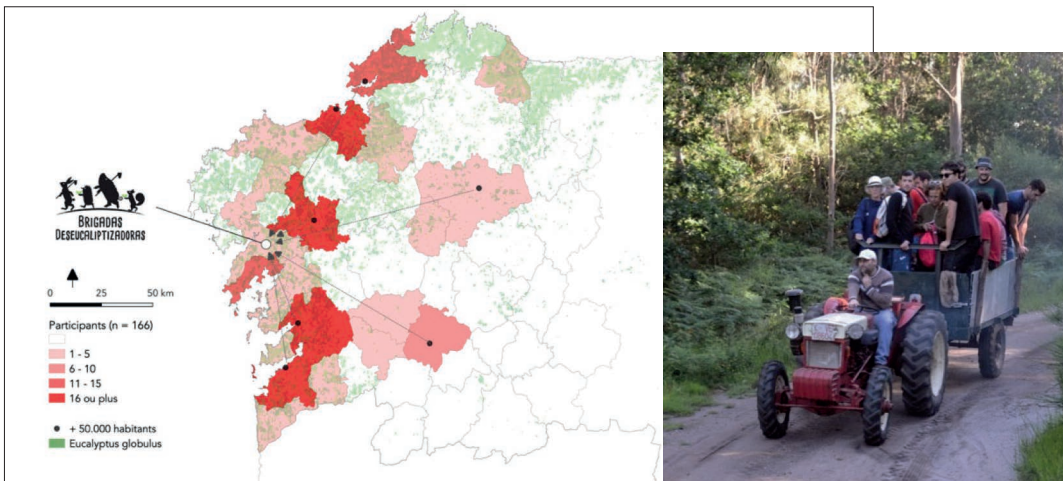 BRIGADAS
DESEUCALIPTIZADORAS
0 25 50 km
Participants (n = 166)
1 - 5
6 - 10
11 - 15
16 ou plus
+ 50.000 habitants
Eucalyptus globulus